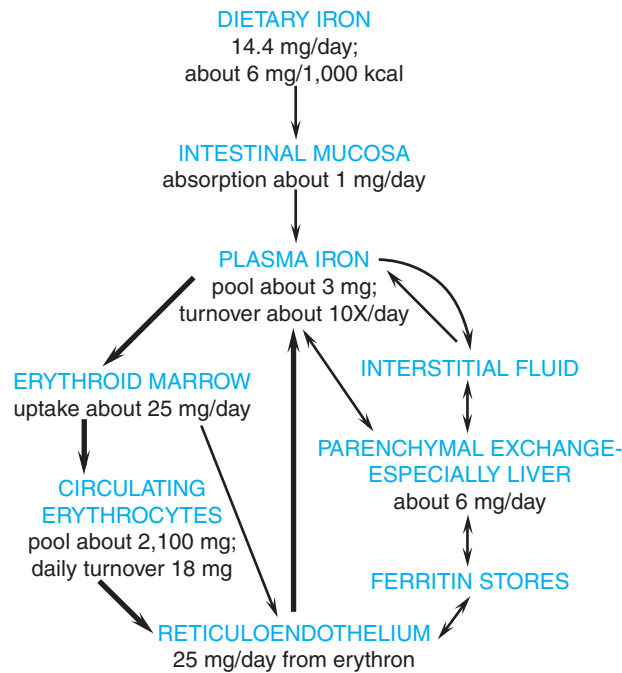 DIETARY IRON
14.4 mg/day;
about 6 mg/1,000 kcal
INTESTINAL MUCOSA
absorption about 1 mg/day
PLASMA IRON
pool about 3 mg;
turnover about 10X/day
INTERSTITIAL FLUID
ERYTHROID MARROW
uptake about 25 mg/day
PARENCHYMAL EXCHANGE-
ESPECIALLY LIVER
about 6 mg/day
CIRCULATING
ERYTHROCYTES
pool about 2,100 mg;
daily turnover 18 mg
FERRITIN STORES
RETICULOENDOTHELIUM
25 mg/day from erythron